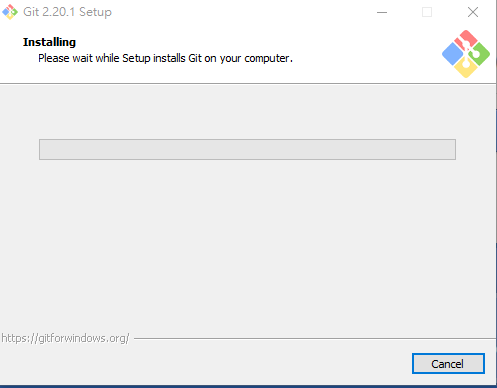 Git 2.20.1 Setup
Installing
Please wait while Setup installs Git on your computer.
https://gitforwindows.org/
Cancel